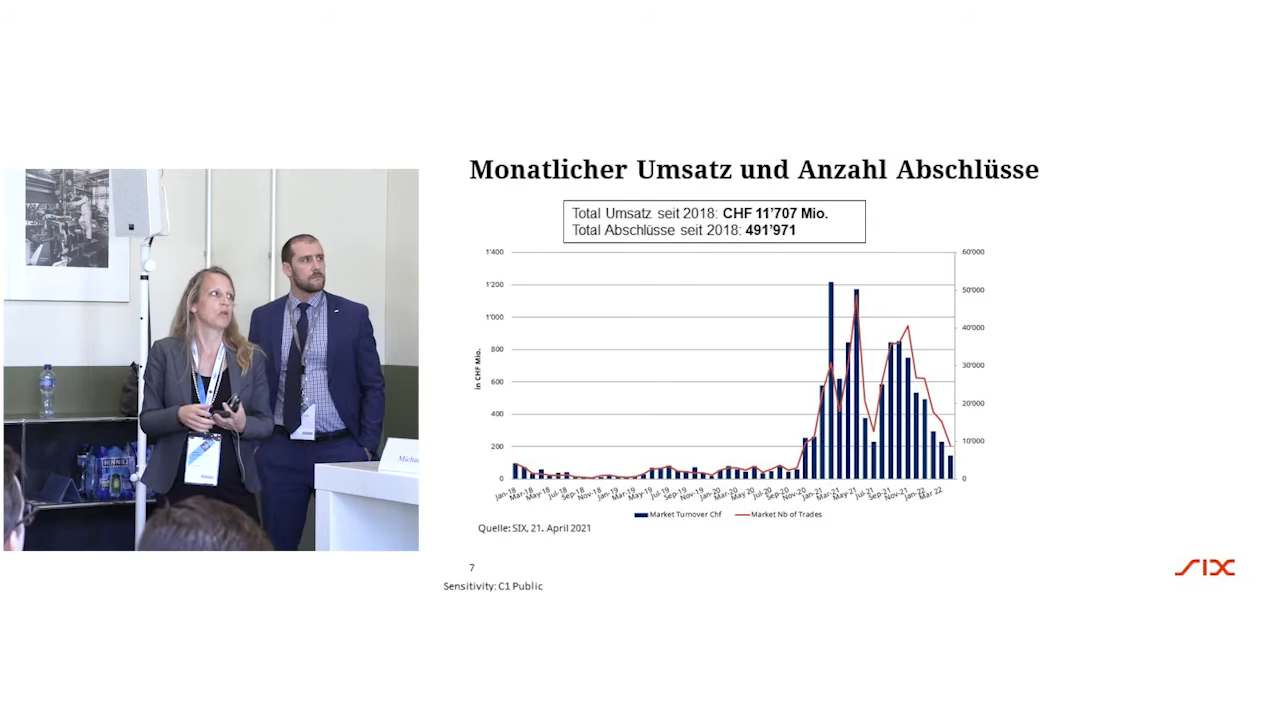 Monatlicher Umsatz und Anzahl Abschlüsse
Total Umsatz seit 2018: CHF 11'707 Mio.
Total Abschlüsse seit 2018: 491'971
in CHF Mio.
1'400
1'200
1'000
800
600
400
200
0
60'000
50'000
40'000
30'000
20'000
10'000
0
Jan-18 Mar-18 May-18 Jul-18 Sep-18 Nov-18 Jan-19 Mar-19 May-19 Jul-19 Sep-19 Nov-19 Jan-20 Mar-20 May 20 Jul-20 Sep-20 Nov-20 Jan-21 Mar-21 May-21 Jul-21 Sep-21 Nov-21 Jan-22 Mar 22
Market Turnover Chf Market Nb of Trades
Quelle: SIX, 21. April 2021
7
Sensitivity: C1 Public
SIX
HENNIEZ